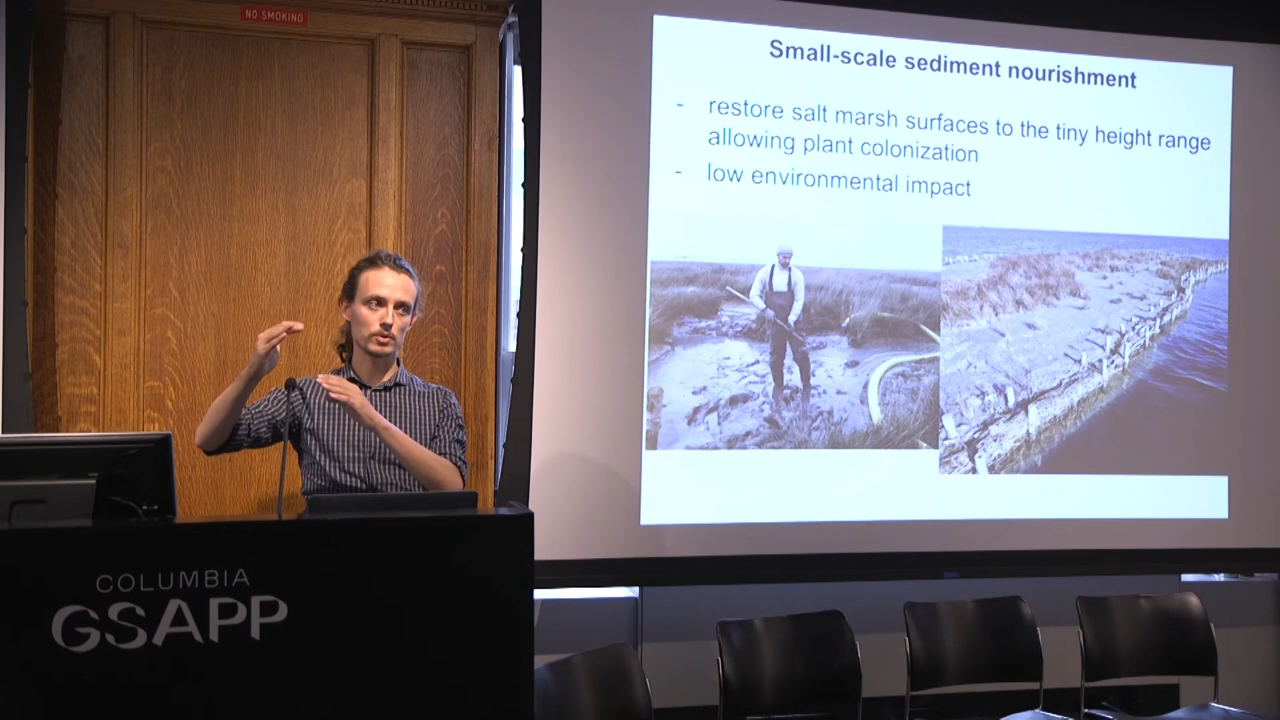 NO SMOKING
Small-scale sediment nourishment
- restore salt marsh surfaces to the tiny height range
allowing plant colonization
- low environmental impact
COLUMBIA
GSAPP